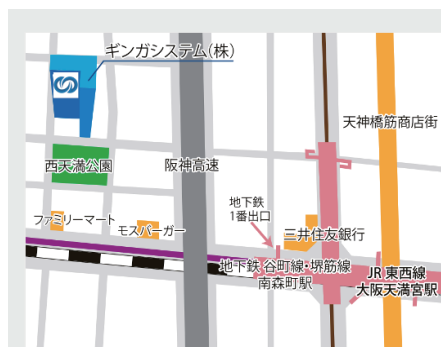 ギンガシステム(株)
天神橋筋商店街
西天満公園
阪神高速
地下鉄
1番出口
ファミリーマート
モスバーガー
三井住友銀行
地下鉄 谷町線・堺筋線
南森町駅
JR 東西線
大阪天満宮駅